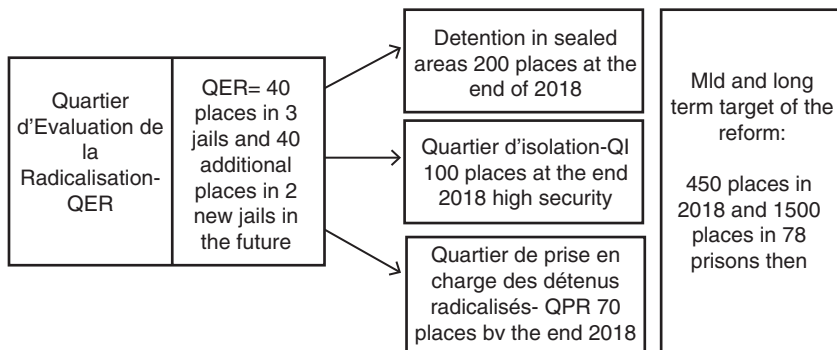 Quartier
d'Evaluation de
la
Radicalisation-
QER
QER= 40
places in 3
jails and 40
additional
places in 2
new jails in
the future
Detention in sealed
areas 200 places at the
end of 2018
Quartier d'isolation-QI
100 places at the end
2018 high security
Quartier de prise en
charge des détenus
radicalisés- QPR 70
places bv the end 2018
Mld and long
term target of the
reform:
450 places in
2018 and 1500
places in 78
prisons then